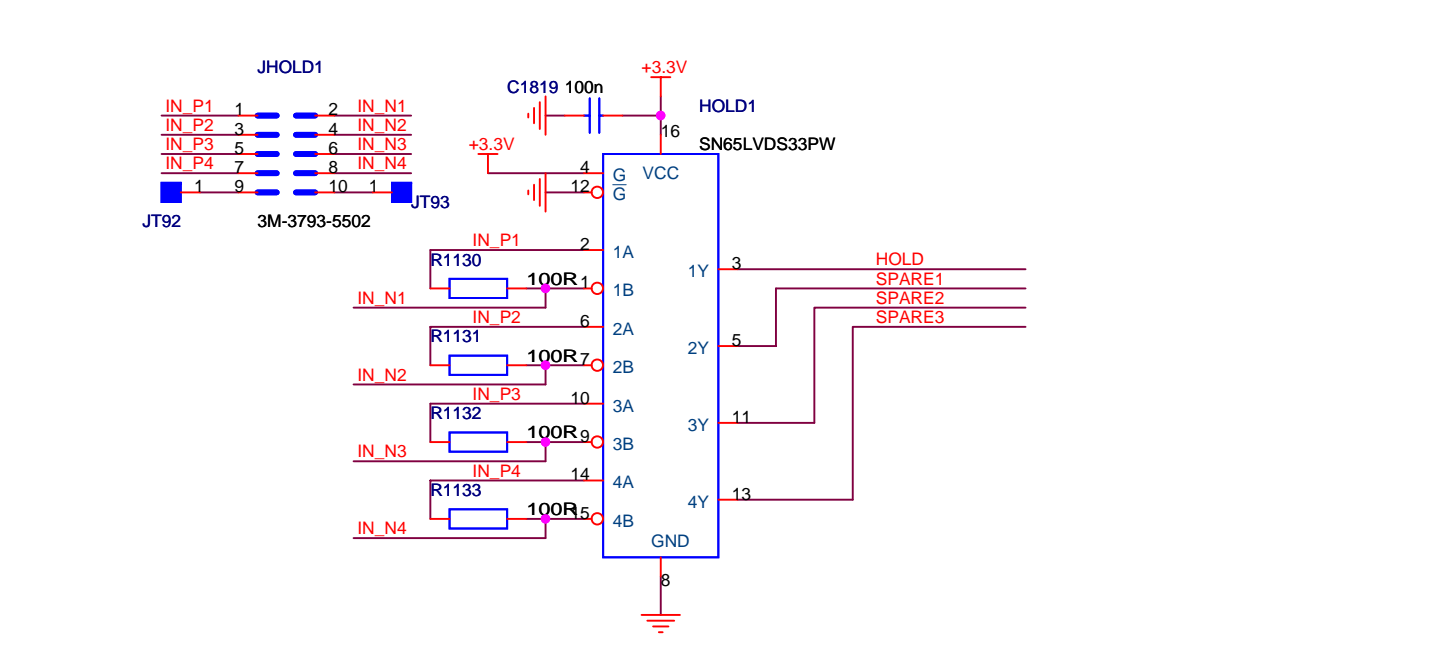 JHOLD1
IN_P1 1 2 IN_N1
IN_P2 3 4 IN_N2
IN_P3 5 6 IN_N3
IN_P4 7 8 IN_N4
1 9 10 1
JT92
JT93
3M-3793-5502
+3.3V
C1819 100n
HOLD1
16
SN65LVDS33PW
+3.3V
4 G VCC
12 G
IN_P1 2 1A
R1130 100R 1 1B
IN_N1
IN_P2 6 2A
R1131 100R 7 2B
IN_N2
IN_P3 10 3A
R1132 100R 9 3B
IN_N3
IN_P4 14 4A
R1133 100R 15 4B
IN_N4
1Y 3 HOLD
SPARE1
SPARE2
SPARE3
2Y 5
3Y 11
4Y 13
GND
8